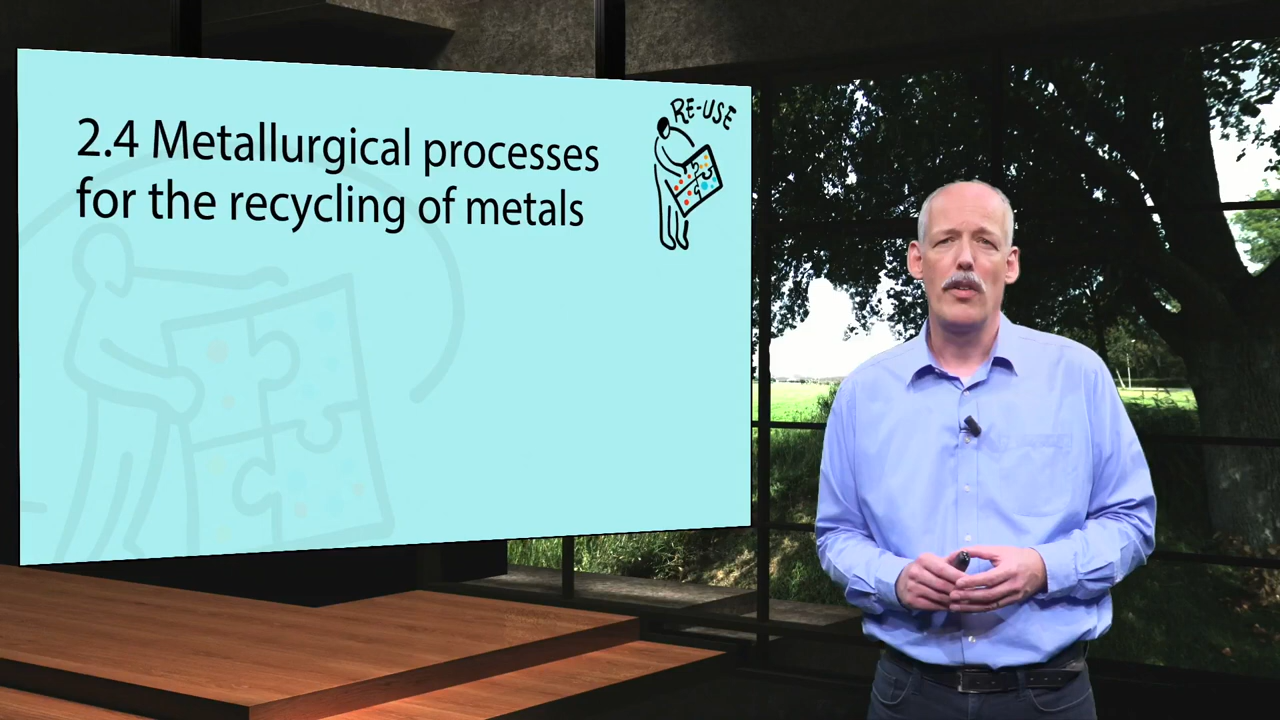 2.4 Metallurgical processes
for the recycling of metals
RE-USE